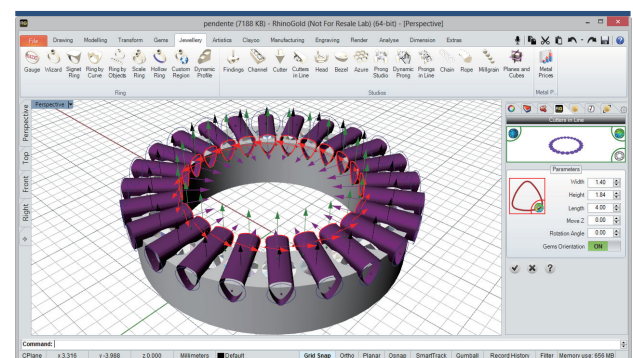 pendente (7188 KB) - RhinoGold (Not For Resale Lab) (64-bit) - [Perspective]
File Drawing Modelling Transform Gems Jewellery Artistics Clayoo Manufacturing Engraving Render Analyse Dimension Extras
Gauge Wizard Signet Ring Ring by Curve Ring by Objects Scale Ring Hollow Ring Custom Region Dynamic Profile Findings Channel Cutter Cutters in Line Head Bezel Azure Prong Studio Dynamic Prong Prongs in Line Chain Rope Millgrain Planes and Cubes Metal Prices
Ring Studios Metal P...
Perspective
Perspective
Top
Front
Right
Cutters in Line
Parameters
Width 1.40
Height 1.84
Length 4.00
Move Z 0.00
Rotation Angle 0.00
Gems Orientation ON
Command:
CPlane x 3.316 y -3.988 z 0.000 Millimeters Default Grid Snap Ortho Planar Osnap SmartTrack Gumball Record History Filter Memory use: 656 MB